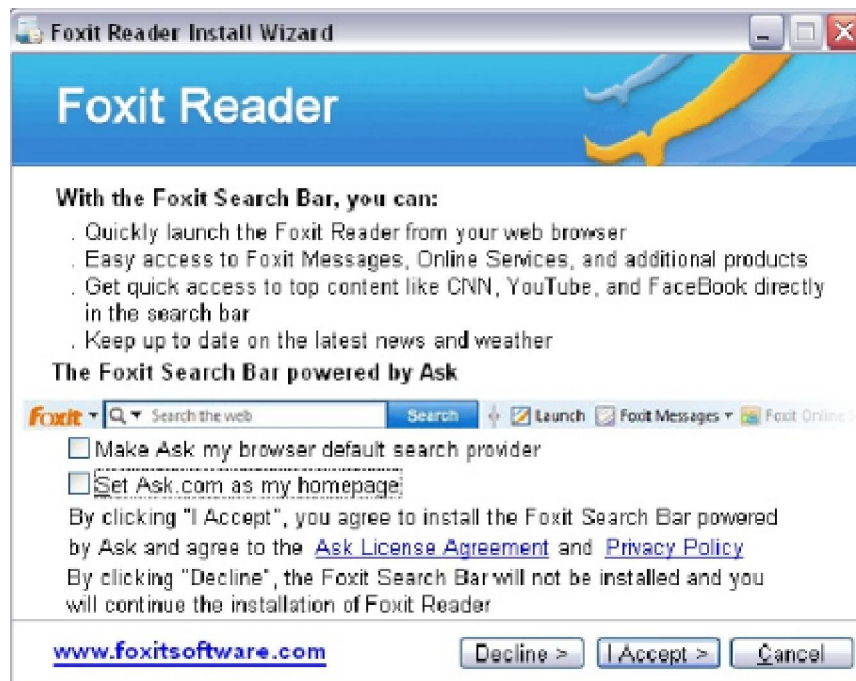 Foxit Reader Install Wizard
Foxit Reader
With the Foxit Search Bar, you can:
. Quickly launch the Foxit Reader from your web browser
. Easy access to Foxit Messages, Online Services, and additional products
. Get quick access to top content like CNN, YouTube, and FaceBook directly
in the search bar
. Keep up to date on the latest news and weather
The Foxit Search Bar powered by Ask
Foxit Search the web Search Launch Foxit Messages Foxit Online
Make Ask my browser default search provider
Set Ask.com as my homepage
By clicking "I Accept", you agree to install the Foxit Search Bar powered
by Ask and agree to the Ask License Agreement and Privacy Policy
By clicking "Decline", the Foxit Search Bar will not be installed and you
will continue the installation of Foxit Reader
www.foxitsoftware.com Decline > I Accept > Cancel